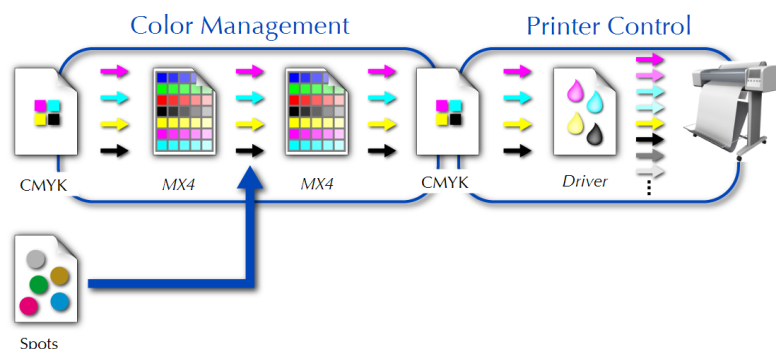 Color Management
Printer Control
CMYK
MX4
MX4
CMYK
Driver
Spots